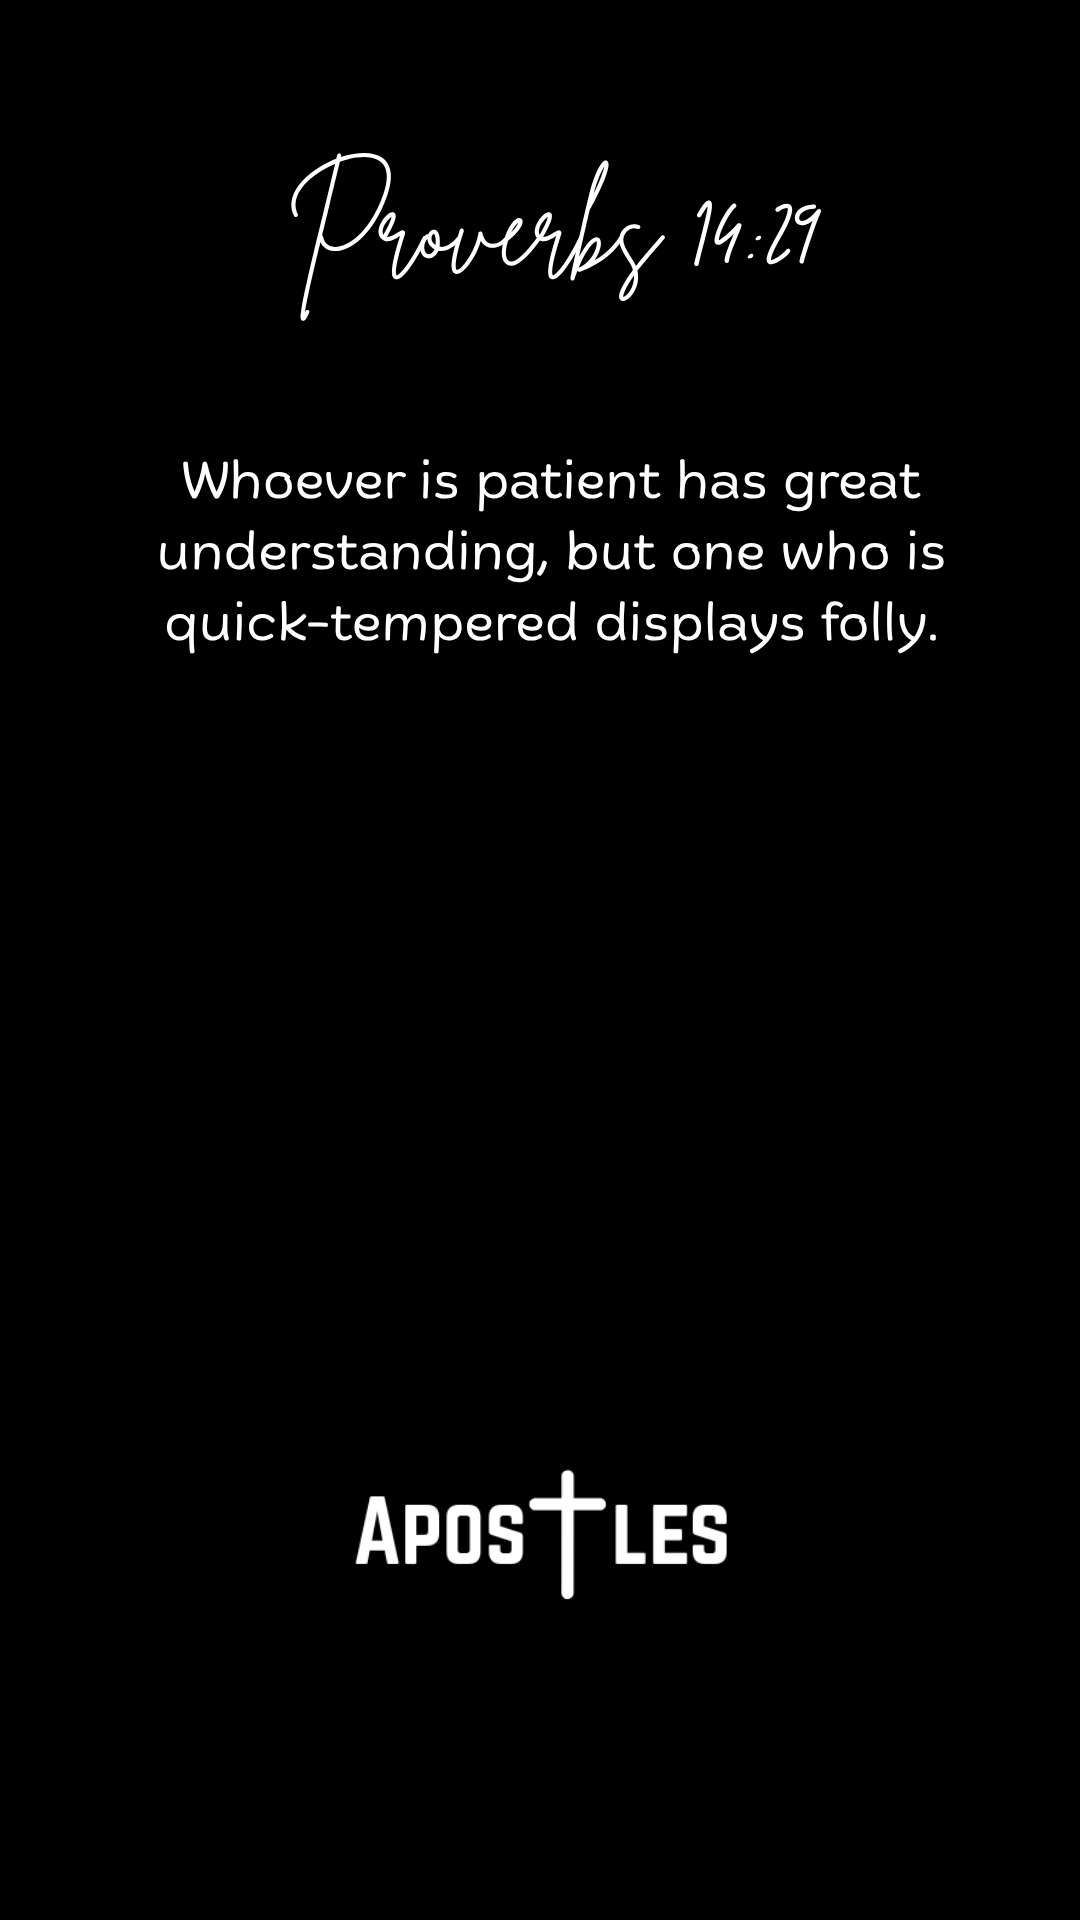 Proverbs 14:29
Whoever is patient has great
understanding, but one who is
quick-tempered displays folly.
APOSTLES